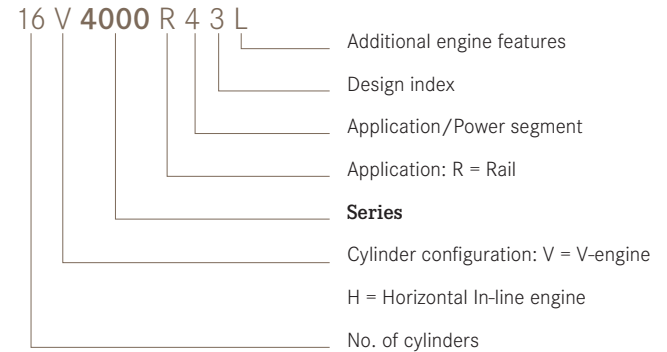 16 V 4000 R 4 3 L
Additional engine features
Design index
Application/Power segment
Application: R = Rail
Series
Cylinder configuration: V = V-engine
H = Horizontal In-line engine
No. of cylinders